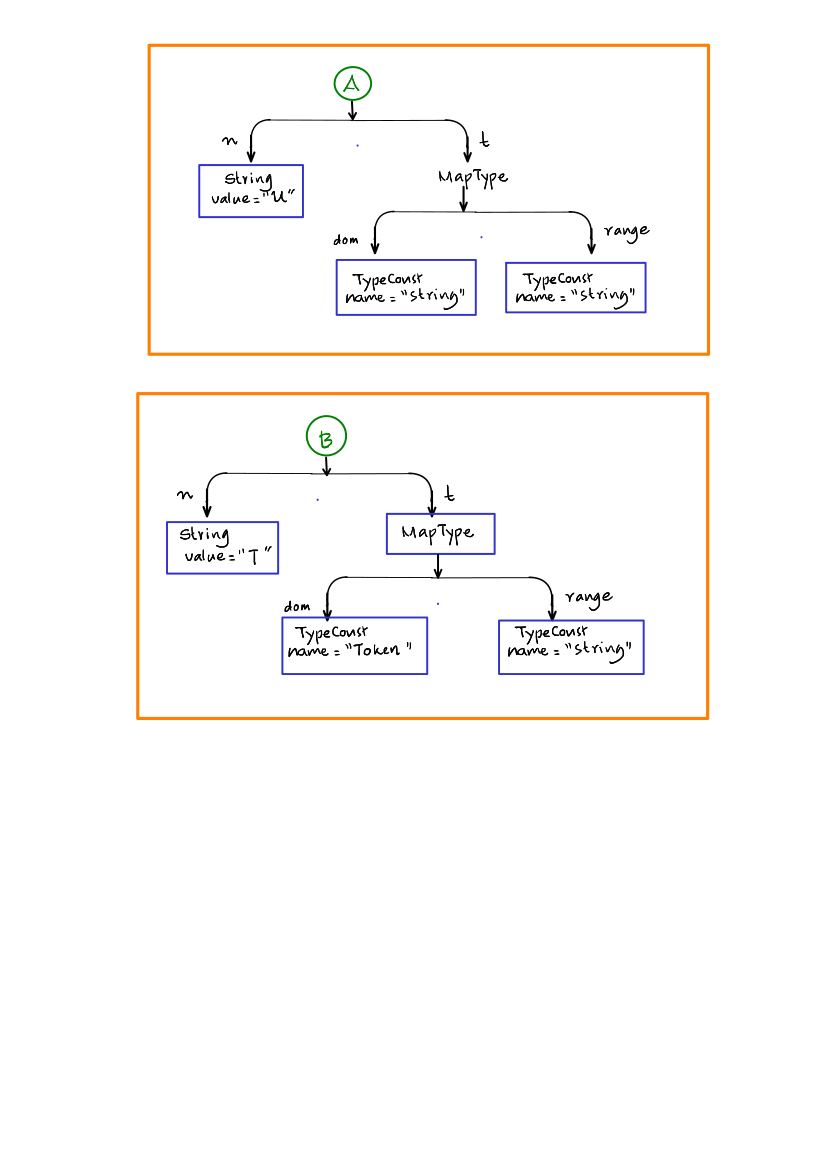 A
n
t
String
value="U"
MapType
dom
range
TypeConst
name = "string"
TypeConst
name = "string"
B
n
t
String
value="T"
MapType
dom
range
TypeConst
name = "Token"
TypeConst
name = "string"